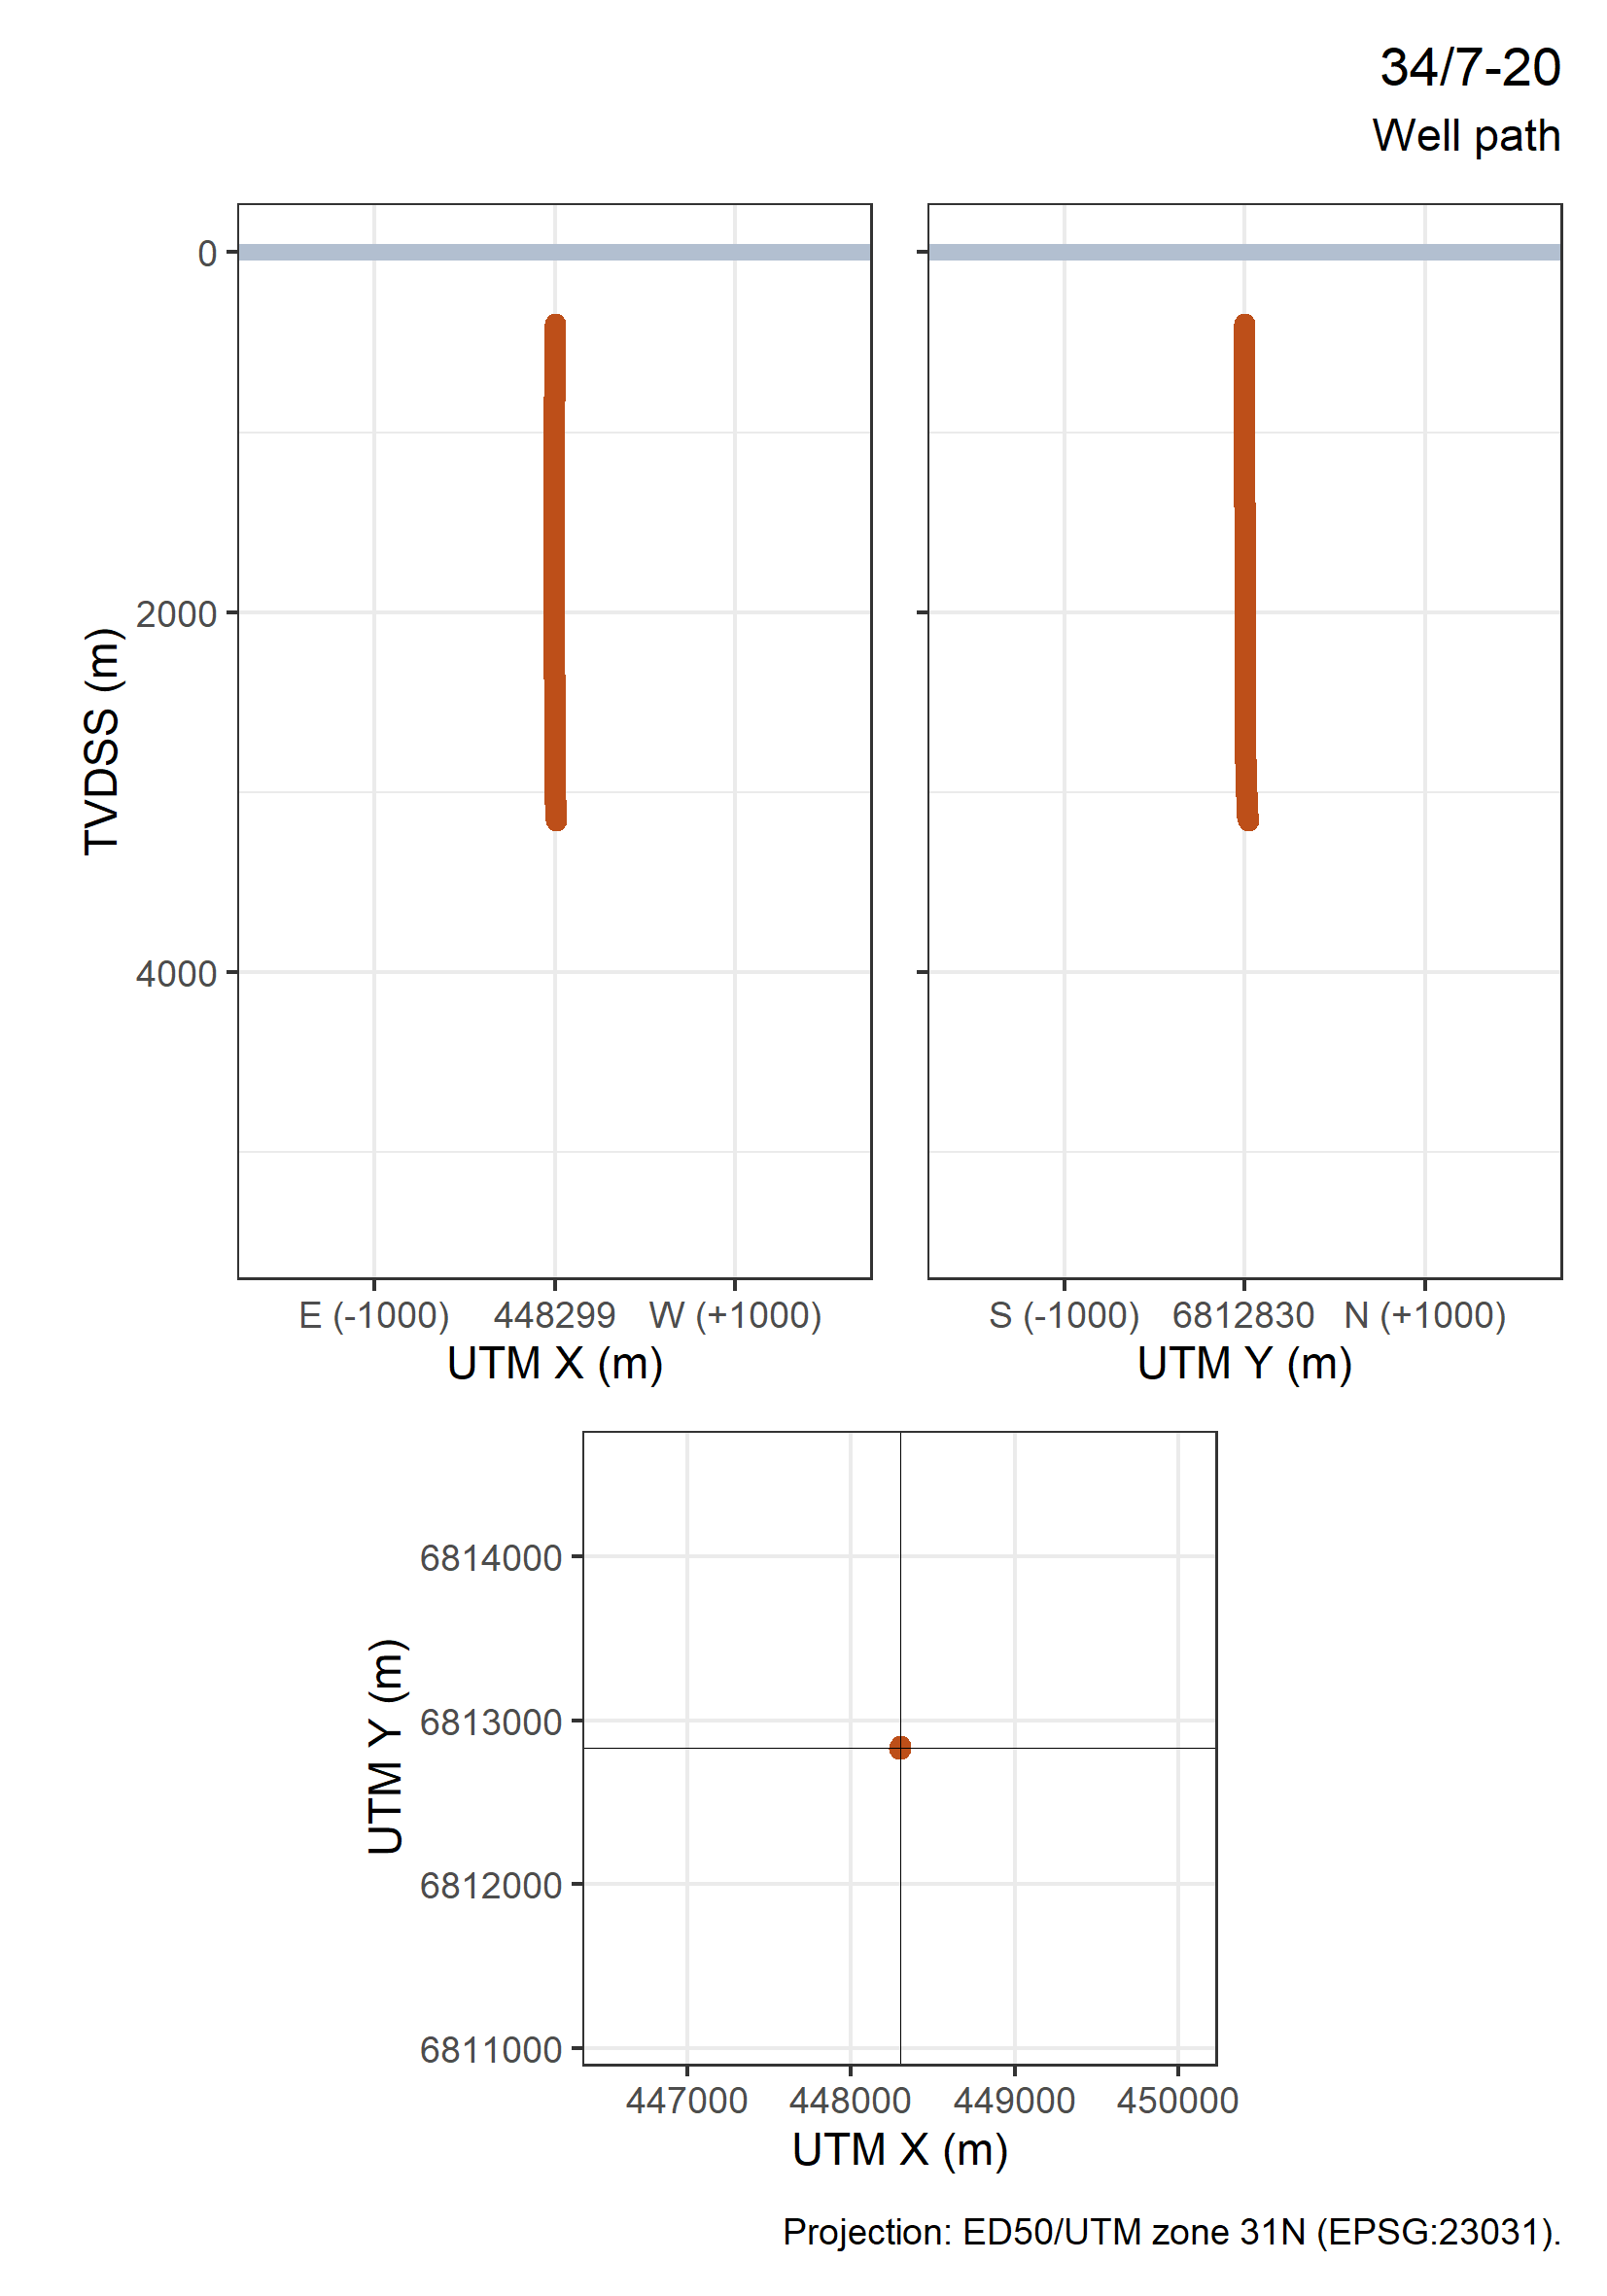 34/7-20
Well path
TVDSS (m)
0
2000
4000
E (-1000) 448299 W (+1000)
UTM X (m)
S (-1000) 6812830 N (+1000)
UTM Y (m)
UTM Y (m)
6814000
6813000
6812000
6811000
447000 448000 449000 450000
UTM X (m)
Projection: ED50/UTM zone 31N (EPSG:23031).